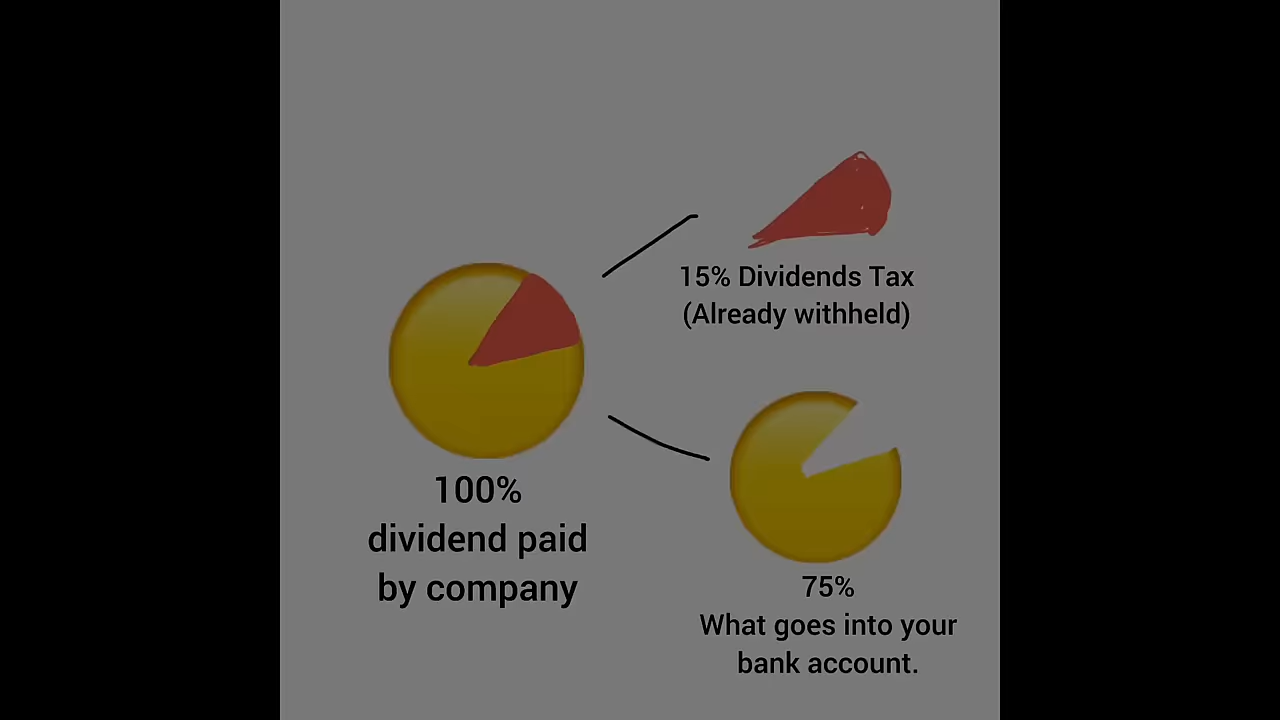 15% Dividends Tax
(Already withheld)
100%
dividend paid
by company
75%
What goes into your
bank account.